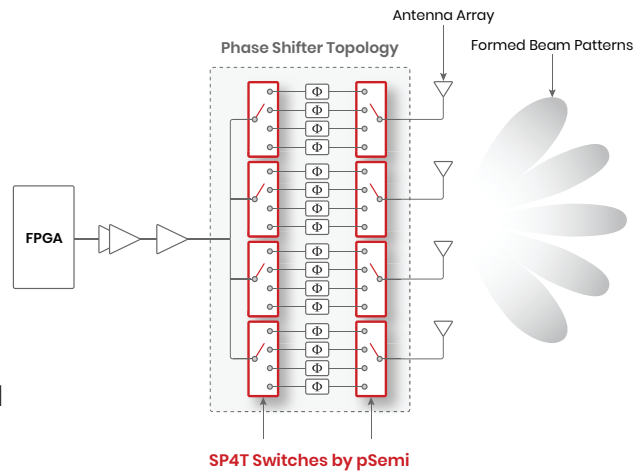 Antenna Array
Phase Shifter Topology
Formed Beam Patterns
Φ
Φ
Φ
Φ
Φ
Φ
Φ
Φ
FPGA
Φ
Φ
Φ
Φ
Φ
Φ
Φ
Φ
SP4T Switches by pSemi